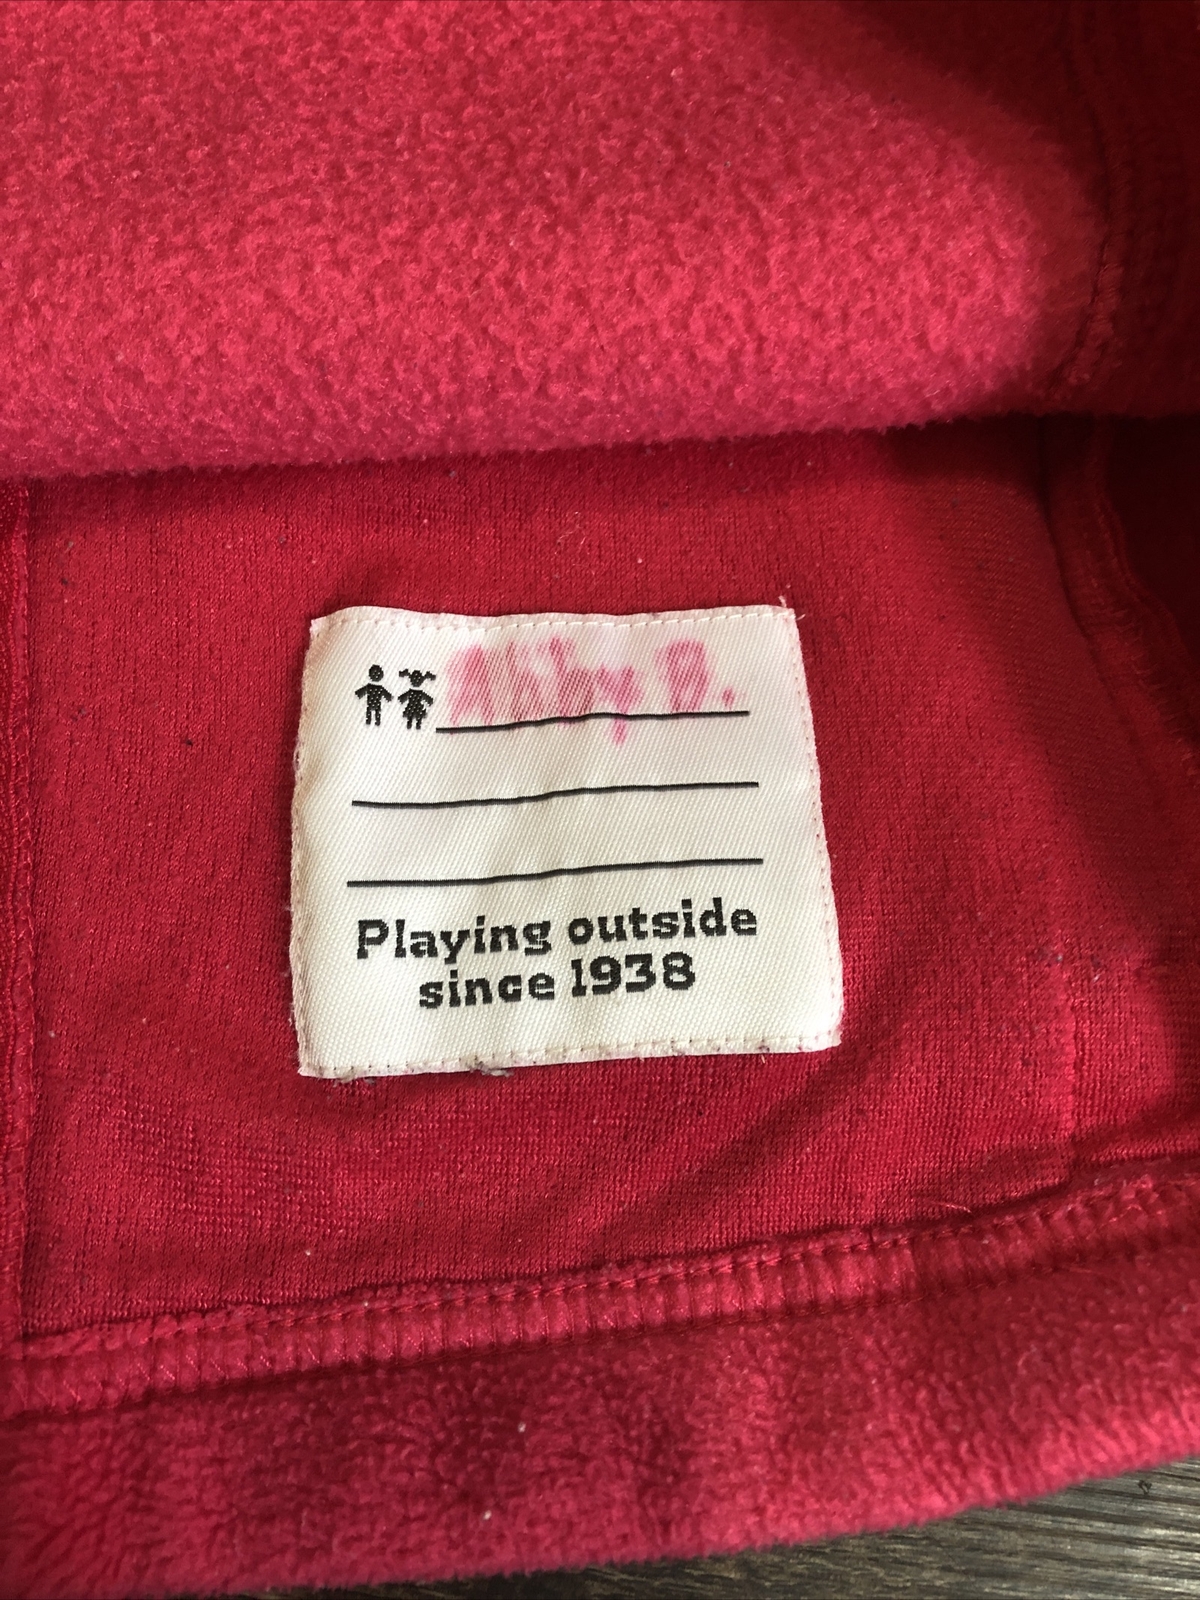 Abby B.
Playing outside
since 1938